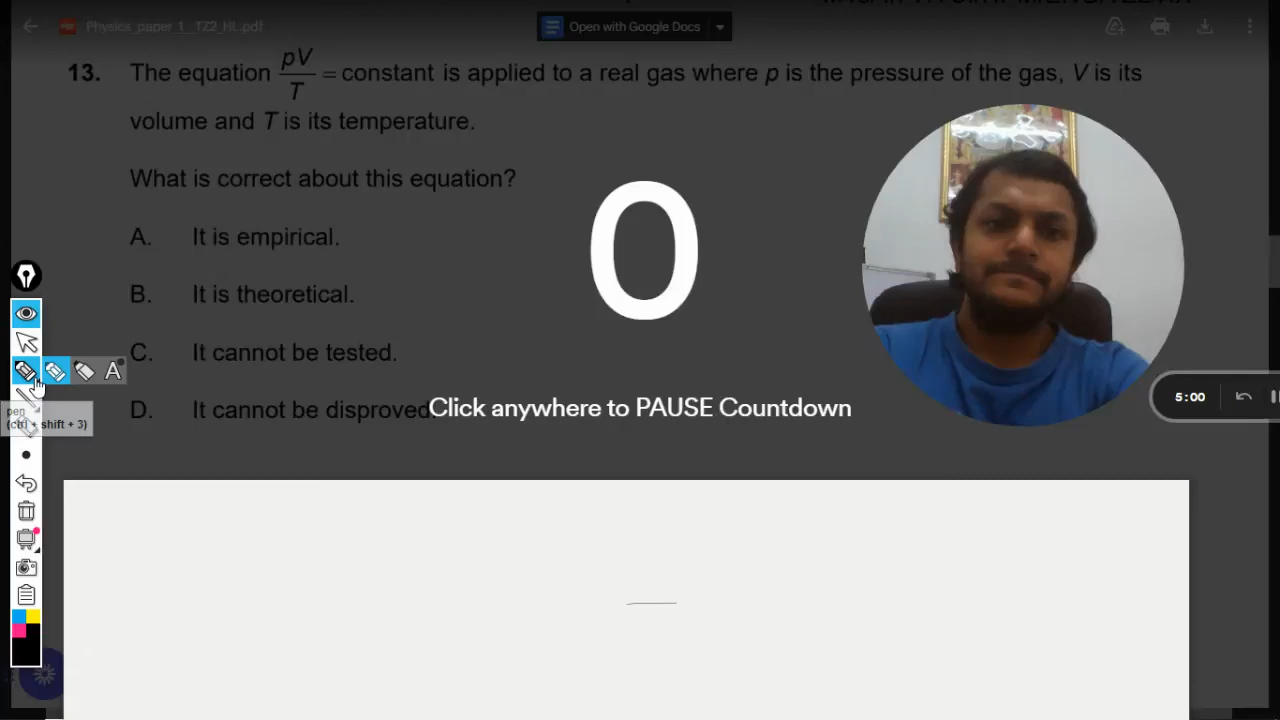 Physics_paper_1__TZ2_HL.pdf
Open with Google Docs
13. The equation pV/T = constant is applied to a real gas where p is the pressure of the gas, V is its
volume and T is its temperature.
What is correct about this equation?
A. It is empirical.
B. It is theoretical.
C. It cannot be tested.
D. It cannot be disproved.
0
Click anywhere to PAUSE Countdown
5:00
A
pen
(ctrl + shift + 3)